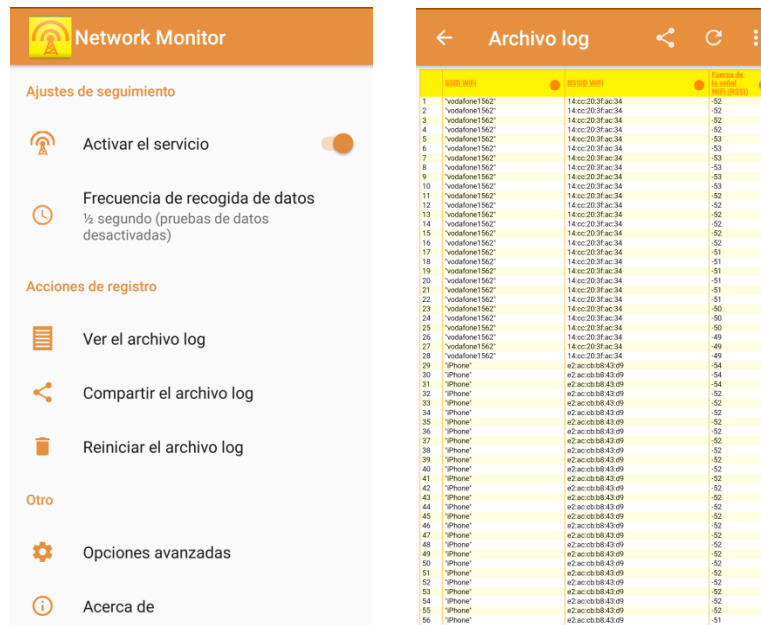 Network Monitor
Ajustes de seguimiento
Activar el servicio
Frecuencia de recogida de datos
½ segundo (pruebas de datos
desactivadas)
Acciones de registro
Ver el archivo log
Compartir el archivo log
Reiniciar el archivo log
Otro
Opciones avanzadas
Acerca de
Archivo log
SSID WiFi BSSID WiFi Fuerza de
la señal
WiFi (RSSI)
1 "vodafone1562" 14:cc:20:3f:ac:34 -52
2 "vodafone1562" 14:cc:20:3f:ac:34 -52
3 "vodafone1562" 14:cc:20:3f:ac:34 -52
4 "vodafone1562" 14:cc:20:3f:ac:34 -52
5 "vodafone1562" 14:cc:20:3f:ac:34 -53
6 "vodafone1562" 14:cc:20:3f:ac:34 -53
7 "vodafone1562" 14:cc:20:3f:ac:34 -53
8 "vodafone1562" 14:cc:20:3f:ac:34 -53
9 "vodafone1562" 14:cc:20:3f:ac:34 -53
10 "vodafone1562" 14:cc:20:3f:ac:34 -53
11 "vodafone1562" 14:cc:20:3f:ac:34 -52
12 "vodafone1562" 14:cc:20:3f:ac:34 -52
13 "vodafone1562" 14:cc:20:3f:ac:34 -52
14 "vodafone1562" 14:cc:20:3f:ac:34 -52
15 "vodafone1562" 14:cc:20:3f:ac:34 -52
16 "vodafone1562" 14:cc:20:3f:ac:34 -52
17 "vodafone1562" 14:cc:20:3f:ac:34 -51
18 "vodafone1562" 14:cc:20:3f:ac:34 -51
19 "vodafone1562" 14:cc:20:3f:ac:34 -51
20 "vodafone1562" 14:cc:20:3f:ac:34 -51
21 "vodafone1562" 14:cc:20:3f:ac:34 -51
22 "vodafone1562" 14:cc:20:3f:ac:34 -51
23 "vodafone1562" 14:cc:20:3f:ac:34 -50
24 "vodafone1562" 14:cc:20:3f:ac:34 -50
25 "vodafone1562" 14:cc:20:3f:ac:34 -50
26 "vodafone1562" 14:cc:20:3f:ac:34 -49
27 "vodafone1562" 14:cc:20:3f:ac:34 -49
28 "vodafone1562" 14:cc:20:3f:ac:34 -49
29 "iPhone" e2:ac:cb:b8:43:d9 -54
30 "iPhone" e2:ac:cb:b8:43:d9 -54
31 "iPhone" e2:ac:cb:b8:43:d9 -54
32 "iPhone" e2:ac:cb:b8:43:d9 -52
33 "iPhone" e2:ac:cb:b8:43:d9 -52
34 "iPhone" e2:ac:cb:b8:43:d9 -52
35 "iPhone" e2:ac:cb:b8:43:d9 -52
36 "iPhone" e2:ac:cb:b8:43:d9 -52
37 "iPhone" e2:ac:cb:b8:43:d9 -52
38 "iPhone" e2:ac:cb:b8:43:d9 -52
39 "iPhone" e2:ac:cb:b8:43:d9 -52
40 "iPhone" e2:ac:cb:b8:43:d9 -52
41 "iPhone" e2:ac:cb:b8:43:d9 -52
42 "iPhone" e2:ac:cb:b8:43:d9 -52
43 "iPhone" e2:ac:cb:b8:43:d9 -52
44 "iPhone" e2:ac:cb:b8:43:d9 -52
45 "iPhone" e2:ac:cb:b8:43:d9 -52
46 "iPhone" e2:ac:cb:b8:43:d9 -52
47 "iPhone" e2:ac:cb:b8:43:d9 -52
48 "iPhone" e2:ac:cb:b8:43:d9 -52
49 "iPhone" e2:ac:cb:b8:43:d9 -52
50 "iPhone" e2:ac:cb:b8:43:d9 -52
51 "iPhone" e2:ac:cb:b8:43:d9 -52
52 "iPhone" e2:ac:cb:b8:43:d9 -52
53 "iPhone" e2:ac:cb:b8:43:d9 -52
54 "iPhone" e2:ac:cb:b8:43:d9 -52
55 "iPhone" e2:ac:cb:b8:43:d9 -52
56 "iPhone" e2:ac:cb:b8:43:d9 -51